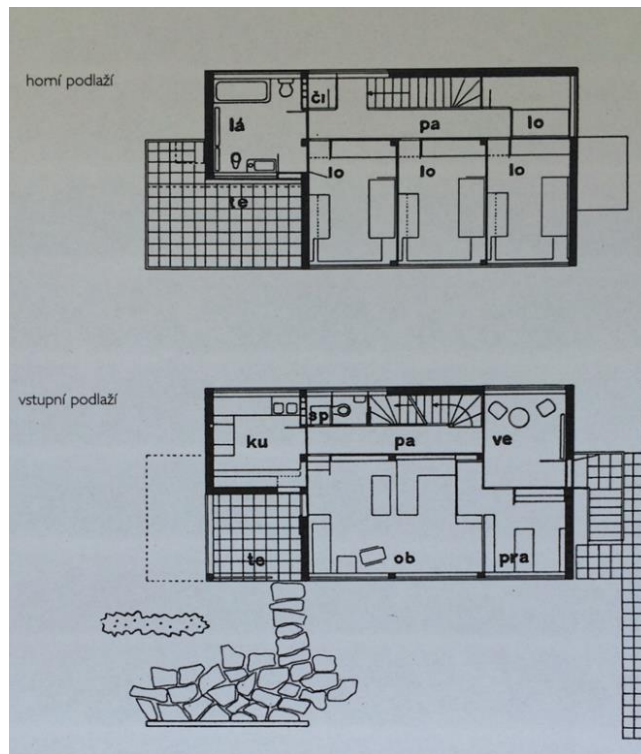 horní podlaží
či
lá pa lo
lo lo lo
te
vstupní podlaží
sp
ku pa ve
te ob pra